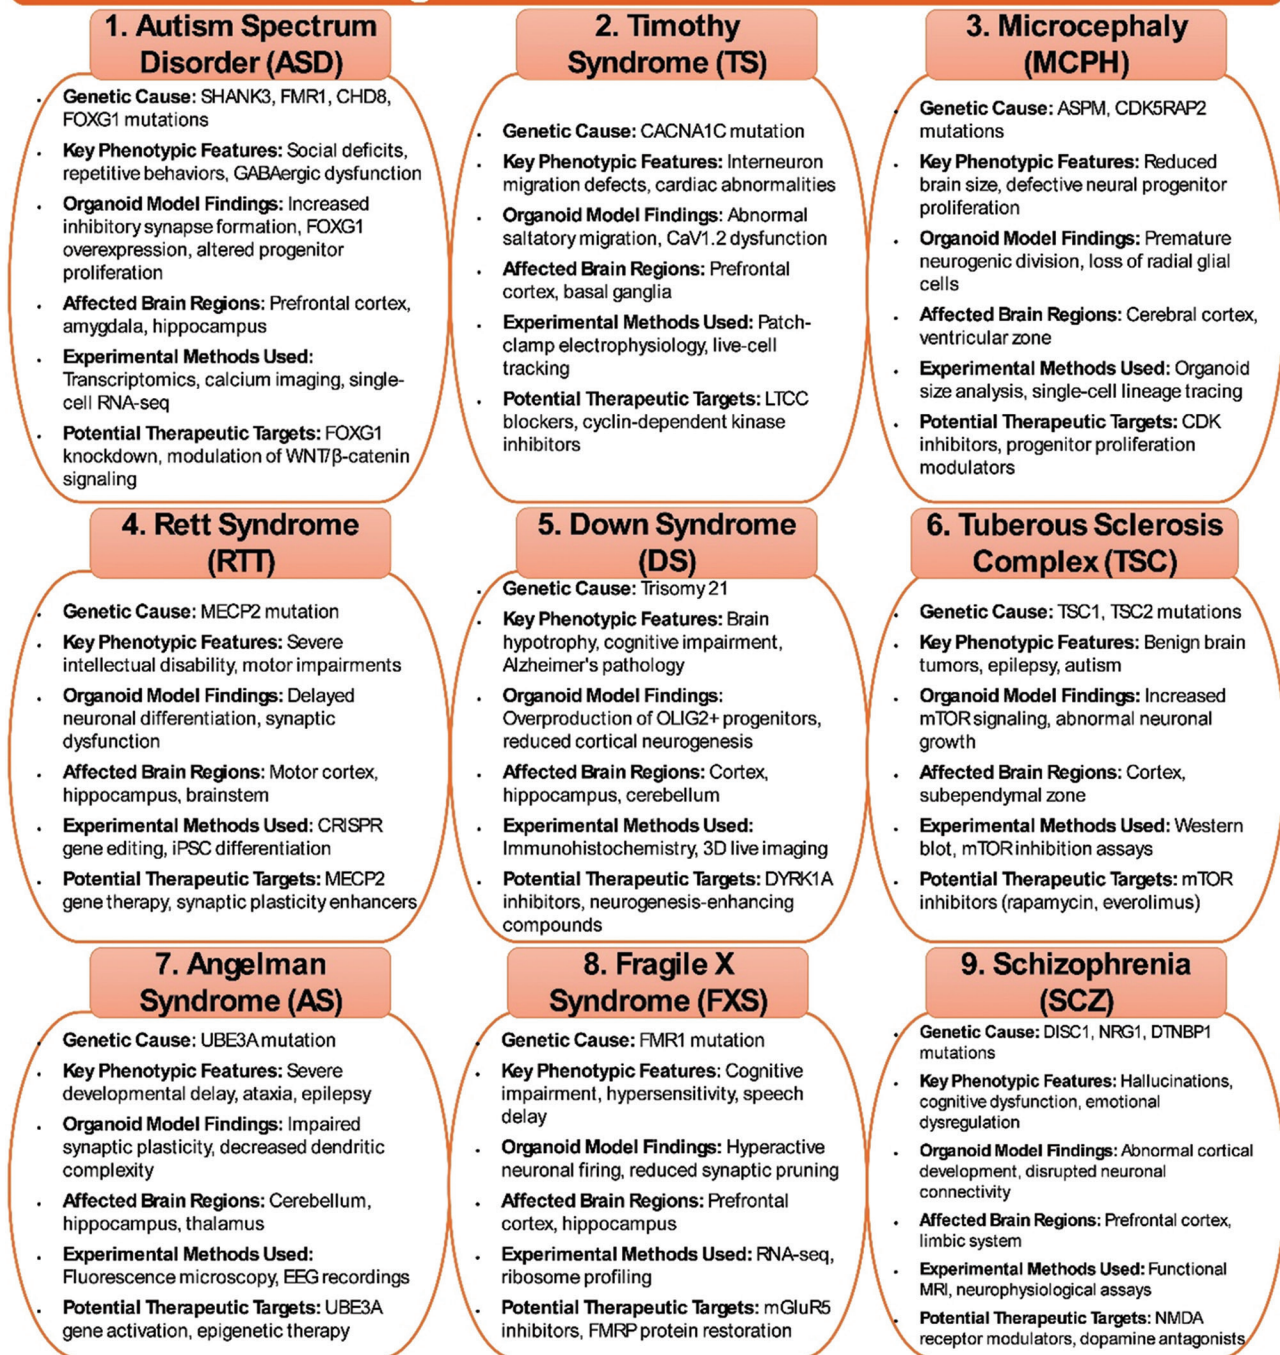 1. Autism Spectrum
Disorder (ASD)
Genetic Cause: SHANK3, FMR1, CHD8,
FOXG1 mutations
Key Phenotypic Features: Social deficits,
repetitive behaviors, GABAergic dysfunction
Organoid Model Findings: Increased
inhibitory synapse formation, FOXG1
overexpression, altered progenitor
proliferation
Affected Brain Regions: Prefrontal cortex,
amygdala, hippocampus
Experimental Methods Used:
Transcriptomics, calcium imaging, single-
cell RNA-seq
Potential Therapeutic Targets: FOXG1
knockdown, modulation of WNT/β-catenin
signaling
2. Timothy
Syndrome (TS)
Genetic Cause: CACNA1C mutation
Key Phenotypic Features: Interneuron
migration defects, cardiac abnormalities
Organoid Model Findings: Abnormal
saltatory migration, CaV1.2 dysfunction
Affected Brain Regions: Prefrontal
cortex, basal ganglia
Experimental Methods Used: Patch-
clamp electrophysiology, live-cell
tracking
Potential Therapeutic Targets: LTCC
blockers, cyclin-dependent kinase
inhibitors
3. Microcephaly
(MCPH)
Genetic Cause: ASPM, CDK5RAP2
mutations
Key Phenotypic Features: Reduced
brain size, defective neural progenitor
proliferation
Organoid Model Findings: Premature
neurogenic division, loss of radial glial
cells
Affected Brain Regions: Cerebral cortex,
ventricular zone
Experimental Methods Used: Organoid
size analysis, single-cell lineage tracing
Potential Therapeutic Targets: CDK
inhibitors, progenitor proliferation
modulators
4. Rett Syndrome
(RTT)
Genetic Cause: MECP2 mutation
Key Phenotypic Features: Severe
intellectual disability, motor impairments
Organoid Model Findings: Delayed
neuronal differentiation, synaptic
dysfunction
Affected Brain Regions: Motor cortex,
hippocampus, brainstem
Experimental Methods Used: CRISPR
gene editing, iPSC differentiation
Potential Therapeutic Targets: MECP2
gene therapy, synaptic plasticity enhancers
5. Down Syndrome
(DS)
Genetic Cause: Trisomy 21
Key Phenotypic Features: Brain
hypotrophy, cognitive impairment,
Alzheimer's pathology
Organoid Model Findings:
Overproduction of OLIG2+ progenitors,
reduced cortical neurogenesis
Affected Brain Regions: Cortex,
hippocampus, cerebellum
Experimental Methods Used:
Immunohistochemistry, 3D live imaging
Potential Therapeutic Targets: DYRK1A
inhibitors, neurogenesis-enhancing
compounds
6. Tuberous Sclerosis
Complex (TSC)
Genetic Cause: TSC1, TSC2 mutations
Key Phenotypic Features: Benign brain
tumors, epilepsy, autism
Organoid Model Findings: Increased
mTOR signaling, abnormal neuronal
growth
Affected Brain Regions: Cortex,
subependymal zone
Experimental Methods Used: Western
blot, mTOR inhibition assays
Potential Therapeutic Targets: mTOR
inhibitors (rapamycin, everolimus)
7. Angelman
Syndrome (AS)
Genetic Cause: UBE3A mutation
Key Phenotypic Features: Severe
developmental delay, ataxia, epilepsy
Organoid Model Findings: Impaired
synaptic plasticity, decreased dendritic
complexity
Affected Brain Regions: Cerebellum,
hippocampus, thalamus
Experimental Methods Used:
Fluorescence microscopy, EEG recordings
Potential Therapeutic Targets: UBE3A
gene activation, epigenetic therapy
8. Fragile X
Syndrome (FXS)
Genetic Cause: FMR1 mutation
Key Phenotypic Features: Cognitive
impairment, hypersensitivity, speech
delay
Organoid Model Findings: Hyperactive
neuronal firing, reduced synaptic pruning
Affected Brain Regions: Prefrontal
cortex, hippocampus
Experimental Methods Used: RNA-seq,
ribosome profiling
Potential Therapeutic Targets: mGluR5
inhibitors, FMRP protein restoration
9. Schizophrenia
(SCZ)
Genetic Cause: DISC1, NRG1, DTNBP1
mutations
Key Phenotypic Features: Hallucinations,
cognitive dysfunction, emotional
dysregulation
Organoid Model Findings: Abnormal cortical
development, disrupted neuronal
connectivity
Affected Brain Regions: Prefrontal cortex,
limbic system
Experimental Methods Used: Functional
MRI, neurophysiological assays
Potential Therapeutic Targets: NMDA
receptor modulators, dopamine antagonists